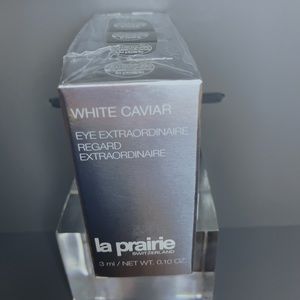 WHITE CAVIAR
EYE EXTRAORDINAIRE
REGARD
EXTRAORDINAIRE
la prairie
SWITZERLAND
3 ml / NET WT. 0.10 OZ.